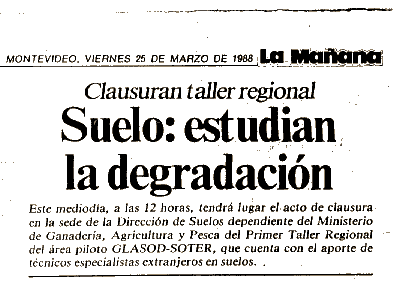 MONTEVIDEO, VIERNES 25 DE MARZO DE 1988 La Mañana
Clausuran taller regional
Suelo: estudian
la degradación
Este mediodía, a las 12 horas, tendrá lugar el acto de clausura
en la sede de la Dirección de Suelos dependiente del Ministerio
de Ganadería, Agricultura y Pesca del Primer Taller Regional
del área piloto GLASOD-SOTER, que cuenta con el aporte de
técnicos especialistas extranjeros en suelos.